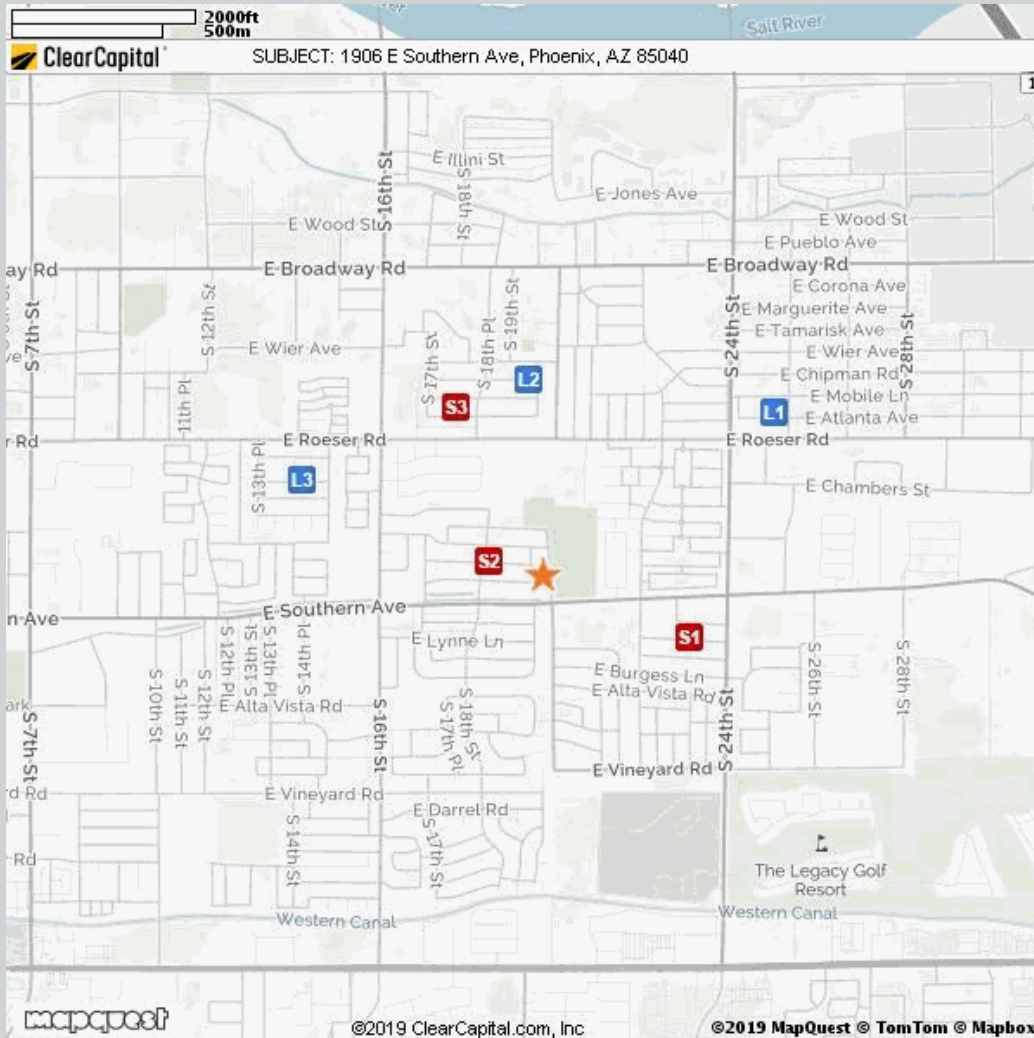 2000ft
500m
Salt River
ClearCapital
SUBJECT: 1906 E Southern Ave, Phoenix, AZ 85040
E Illini St
S 16th St
S 18th St
E Jones Ave
E Wood St
E Wood St
E Pueblo Ave
ay Rd
E Broadway Rd
E Broadway Rd
E Corona Ave
S 7th St
S 12th St
S 19th St
S 24th St
E Marguerite Ave
E Tamarisk Ave
S 28th St
E Wier Ave
S 17th St
S 18th Pl
E Wier Ave
E Chipman Rd
L2
11th Pl
S3
E Mobile Ln
L1
E Atlanta Ave
r Rd
E Roeser Rd
E Roeser Rd
S 13th Pl
L3
E Chambers St
S2
n Ave
E Southern Ave
S 12th Pl
S 13th St
S 13th Pl
S 14th Pl
E Lynne Ln
S1
E Burgess Ln
E Alta Vista Rd
S 26th St
S 28th St
S 10th St
S 11th St
S 12th St
E Alta Vista Rd
ark
S 7th St
S 16th St
S 18th St
S 17th Pl
S 24th St
E Vineyard Rd
rd Rd
E Vineyard Rd
E Darrel Rd
S 14th St
S 17th St
Rd
The Legacy Golf
Resort
Western Canal
Western Canal
mapquest
©2019 ClearCapital.com, Inc
©2019 MapQuest © TomTom © Mapbox